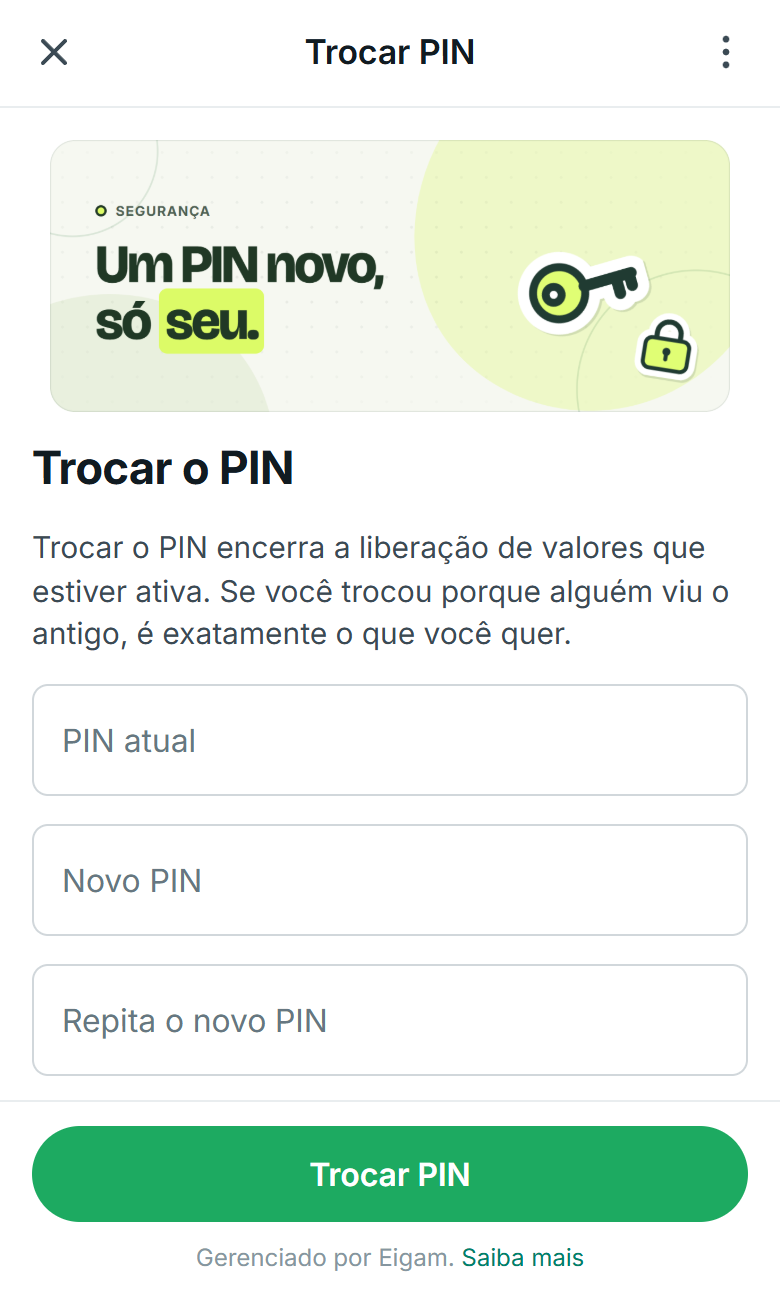 Trocar PIN
SEGURANÇA
Um PIN novo,
só seu.
Trocar o PIN
Trocar o PIN encerra a liberação de valores que
estiver ativa. Se você trocou porque alguém viu o
antigo, é exatamente o que você quer.
PIN atual
Novo PIN
Repita o novo PIN
Trocar PIN
Gerenciado por Eigam. Saiba mais